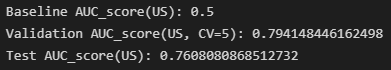 Baseline AUC_score(US): 0.5
Validation AUC_score(US, CV=5): 0.794148446162498
Test AUC_score(US): 0.7608080868512732